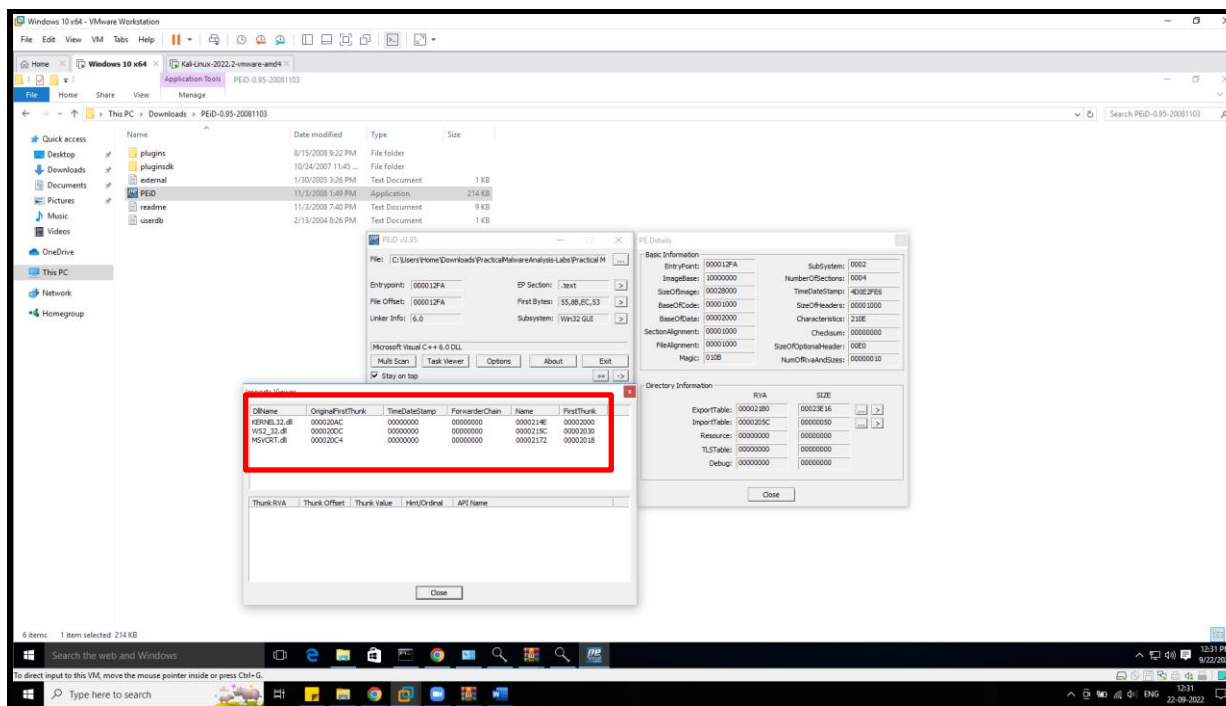 Windows 10 x64 - VMware Workstation
File Edit View VM Tabs Help
Home Windows 10 x64 Kali-Linux-2022.2-vmware-amd4
Application Tools PEiD-0.95-20081103
File Home Share View Manage
This PC > Downloads > PEiD-0.95-20081103 Search PEiD-0.95-20081103
Name Date modified Type Size
Quick access
Desktop
Downloads
Documents
Pictures
Music
Videos
OneDrive
This PC
Network
Homegroup
plugins 8/15/2008 9:22 PM File folder
pluginsdk 10/24/2007 11:45 ... File folder
external 1/30/2005 3:26 PM Text Document 1 KB
PEiD 11/3/2008 1:49 PM Application 214 KB
readme 11/3/2008 7:40 PM Text Document 9 KB
userdb 2/13/2004 8:26 PM Text Document 1 KB
PEiD v0.95
File: C:\Users\Home\Downloads\PracticalMalwareAnalysis-Labs\Practical M ...
Entrypoint: 000012FA EP Section: .text >
File Offset: 000012FA First Bytes: 55,8B,EC,53 >
Linker Info: 6.0 Subsystem: Win32 GUI >
Microsoft Visual C++ 6.0 DLL
Multi Scan Task Viewer Options About Exit
Stay on top ->
PE Details
Basic Information
EntryPoint: 000012FA SubSystem: 0002
ImageBase: 10000000 NumberOfSections: 0004
SizeOfImage: 00028000 TimeDateStamp: 4D0E2FE6
BaseOfCode: 00001000 SizeOfHeaders: 00001000
BaseOfData: 00002000 Characteristics: 210E
SectionAlignment: 00001000 Checksum: 00000000
FileAlignment: 00001000 SizeOfOptionalHeader: 00E0
Magic: 010B NumOfRvaAndSizes: 00000010
Directory Information
RVA SIZE
ExportTable: 00002180 00023E16 ... >
ImportTable: 0000205C 00000050 ... >
Resource: 00000000 00000000
TLSTable: 00000000 00000000
Debug: 00000000 00000000
Close
Imports Viewer
DllName OriginalFirstThunk TimeDateStamp ForwarderChain Name FirstThunk
KERNEL32.dll 000020AC 00000000 00000000 0000214E 00002000
WS2_32.dll 000020DC 00000000 00000000 0000215C 00002030
MSVCRT.dll 000020C4 00000000 00000000 00002172 00002018
Thunk RVA Thunk Offset Thunk Value Hint/Ordinal API Name
Close
6 items 1 item selected 214 KB
Search the web and Windows
12:31 PM
9/22/202
To direct input to this VM, move the mouse pointer inside or press Ctrl+G.
Type here to search
ENG
12:31
22-09-2022